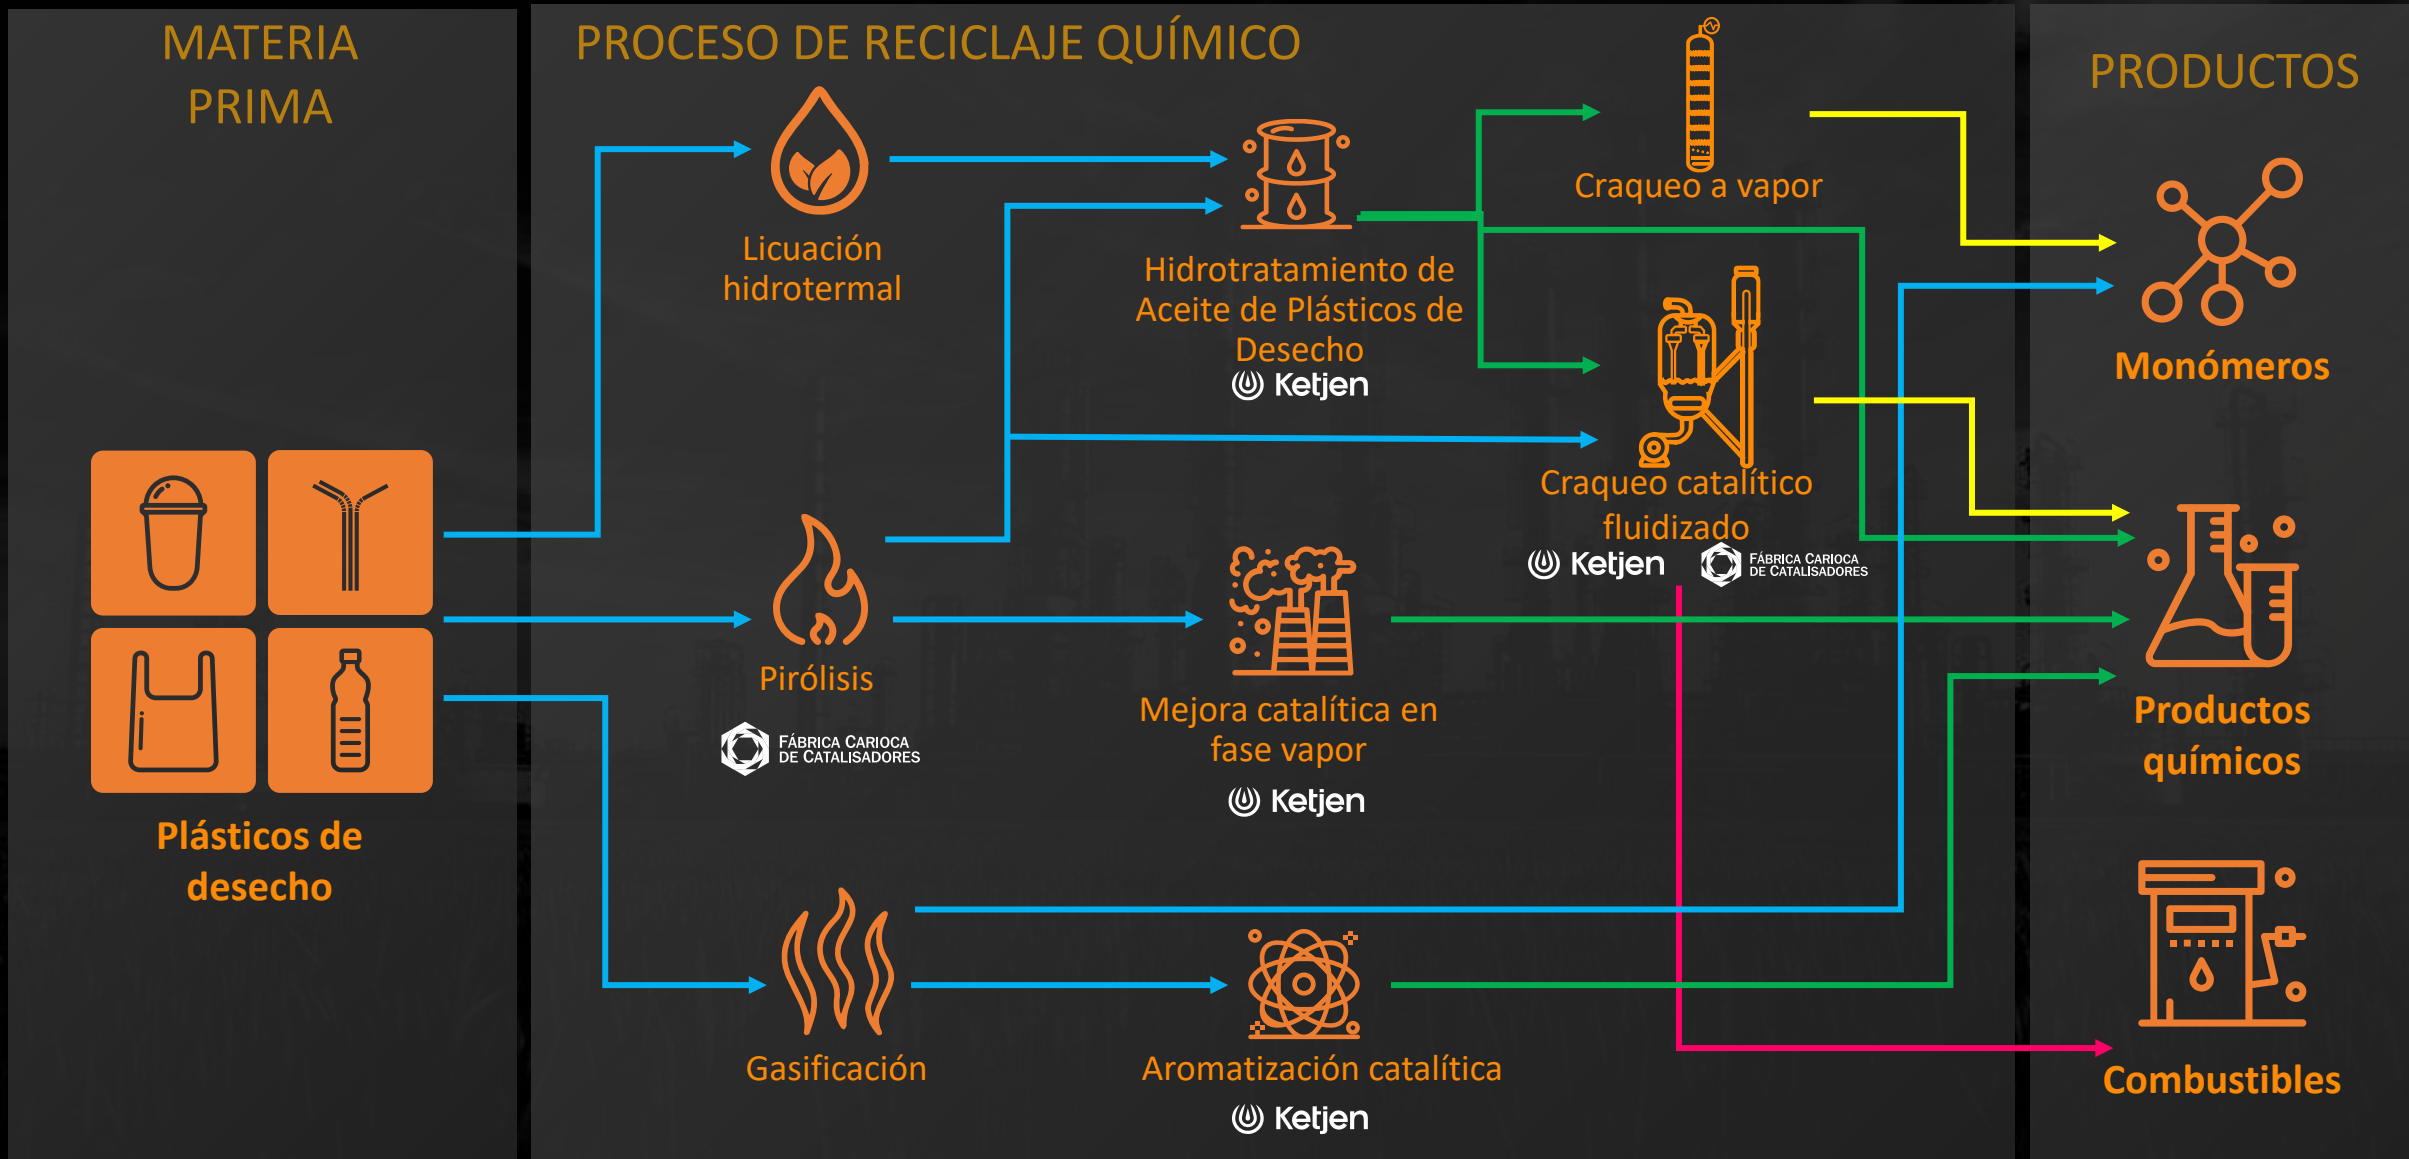 MATERIA
PRIMA
PROCESO DE RECICLAJE QUÍMICO
PRODUCTOS
Craqueo a vapor
Licuación
hidrotermal
Hidrotratamiento de
Aceite de Plásticos de
Desecho
Ketjen
Monómeros
Craqueo catalítico
fluidizado
Ketjen
FÁBRICA CARIOCA
DE CATALISADORES
Pirólisis
FÁBRICA CARIOCA
DE CATALISADORES
Mejora catalítica en
fase vapor
Ketjen
Productos
químicos
Plásticos de
desecho
Gasificación
Aromatización catalítica
Ketjen
Combustibles